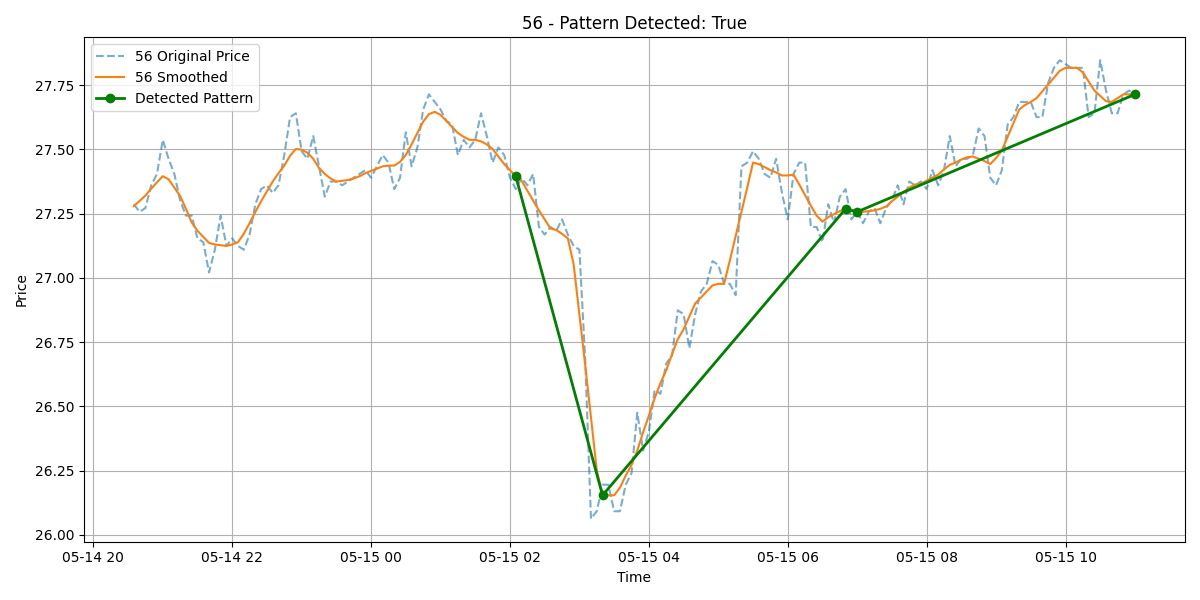 56 - Pattern Detected: True
56 Original Price
56 Smoothed
Detected Pattern
Price
27.75
27.50
27.25
27.00
26.75
26.50
26.25
26.00
05-14 20
05-14 22
05-15 00
05-15 02
05-15 04
05-15 06
05-15 08
05-15 10
Time